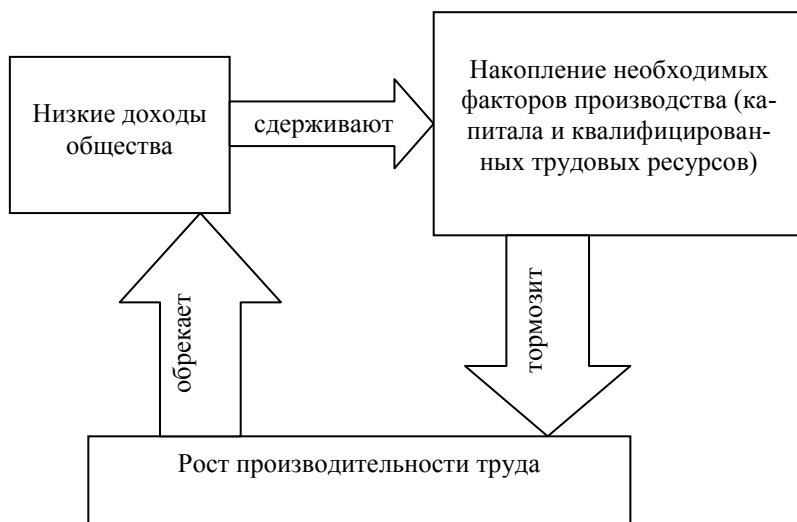 Низкие доходы
общества
сдерживают
Накопление необходимых
факторов производства (ка-
питала и квалифицирован-
ных трудовых ресурсов)
тормозит
Рост производительности труда
обрекает